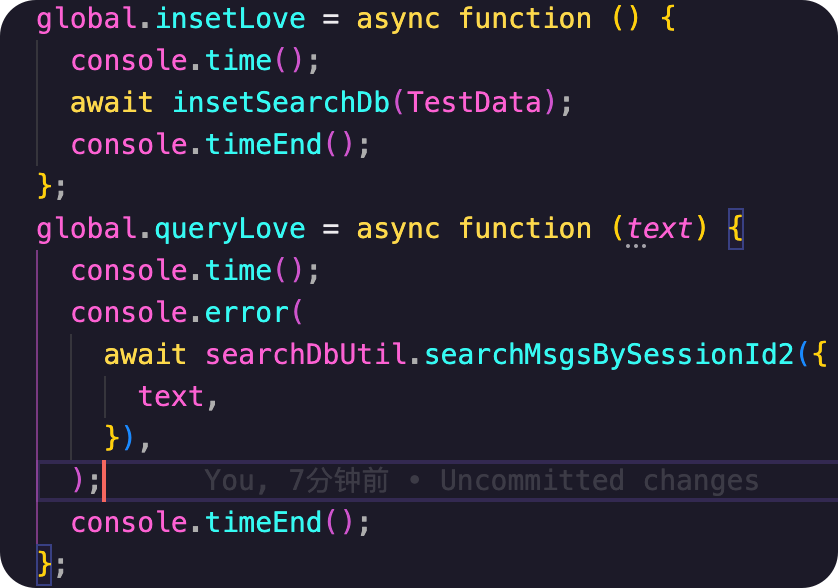 global.insetLove = async function () {
console.time();
await insetSearchDb(TestData);
console.timeEnd();
};
global.queryLove = async function (text) {
console.time();
console.error(
await searchDbUtil.searchMsgsBySessionId2({
text,
}),
); You, 7分钟前 • Uncommitted changes
console.timeEnd();
};